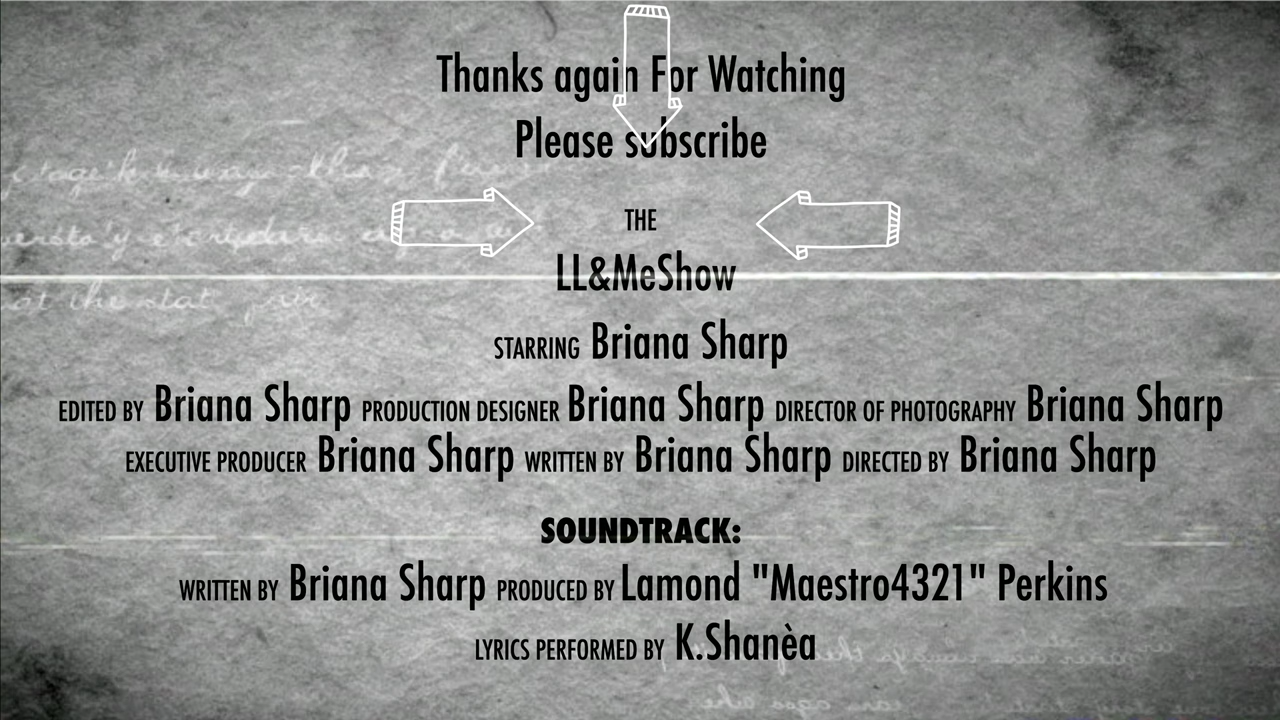 Thanks again For Watching
Please subscribe
THE
LL&MeShow
STARRING Briana Sharp
EDITED BY Briana Sharp PRODUCTION DESIGNER Briana Sharp DIRECTOR OF PHOTOGRAPHY Briana Sharp
EXECUTIVE PRODUCER Briana Sharp WRITTEN BY Briana Sharp DIRECTED BY Briana Sharp
SOUNDTRACK:
WRITTEN BY Briana Sharp PRODUCED BY Lamond "Maestro4321" Perkins
LYRICS PERFORMED BY K.Shanèa